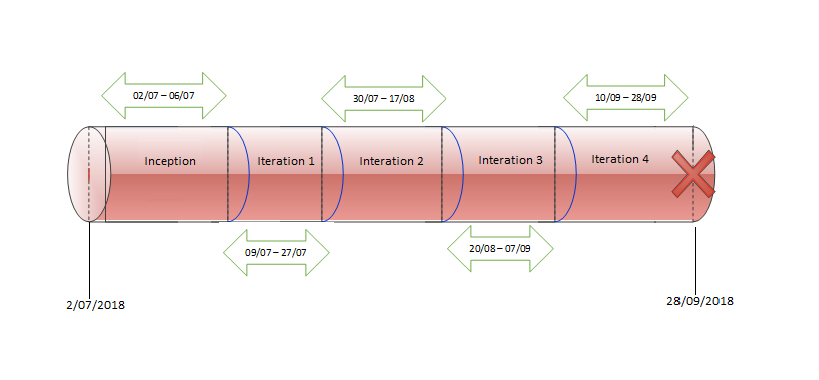 02/07 – 06/07
30/07 – 17/08
10/09 – 28/09
Inception
Iteration 1
Interation 2
Interation 3
Iteration 4
09/07 – 27/07
20/08 – 07/09
2/07/2018
28/09/2018